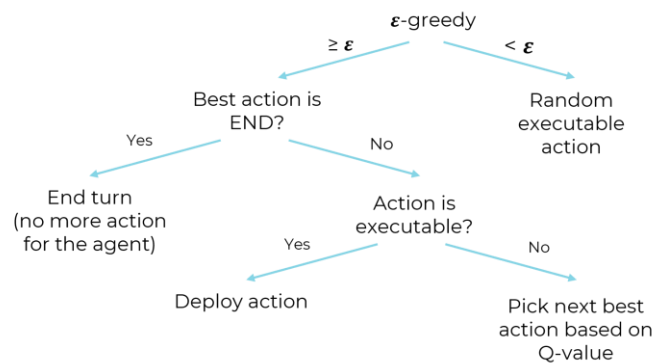 ε-greedy
≥ ε
< ε
Best action is
END?
Random
executable
action
Yes
No
End turn
(no more action
for the agent)
Action is
executable?
Yes
No
Deploy action
Pick next best
action based on
Q-value